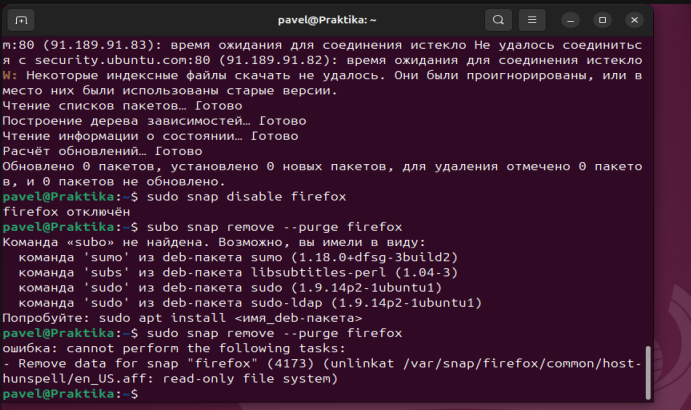 pavel@Praktika: ~
m:80 (91.189.91.83): время ожидания для соединения истекло Не удалось соединитьс
я с security.ubuntu.com:80 (91.189.91.82): время ожидания для соединения истекло
W: Некоторые индексные файлы скачать не удалось. Они были проигнорированы, или в
место них были использованы старые версии.
Чтение списков пакетов… Готово
Построение дерева зависимостей… Готово
Чтение информации о состоянии… Готово
Расчёт обновлений… Готово
Обновлено 0 пакетов, установлено 0 новых пакетов, для удаления отмечено 0 пакето
в, и 0 пакетов не обновлено.
pavel@Praktika:~$ sudo snap disable firefox
firefox отключён
pavel@Praktika:~$ subo snap remove --purge firefox
Команда «subo» не найдена. Возможно, вы имели в виду:
команда 'sumo' из deb-пакета sumo (1.18.0+dfsg-3build2)
команда 'subs' из deb-пакета libsubtitles-perl (1.04-3)
команда 'sudo' из deb-пакета sudo (1.9.14p2-1ubuntu1)
команда 'sudo' из deb-пакета sudo-ldap (1.9.14p2-1ubuntu1)
Попробуйте: sudo apt install <имя_deb-пакета>
pavel@Praktika:~$ sudo snap remove --purge firefox
ошибка: cannot perform the following tasks:
- Remove data for snap "firefox" (4173) (unlinkat /var/snap/firefox/common/host-
hunspell/en_US.aff: read-only file system)
pavel@Praktika:~$